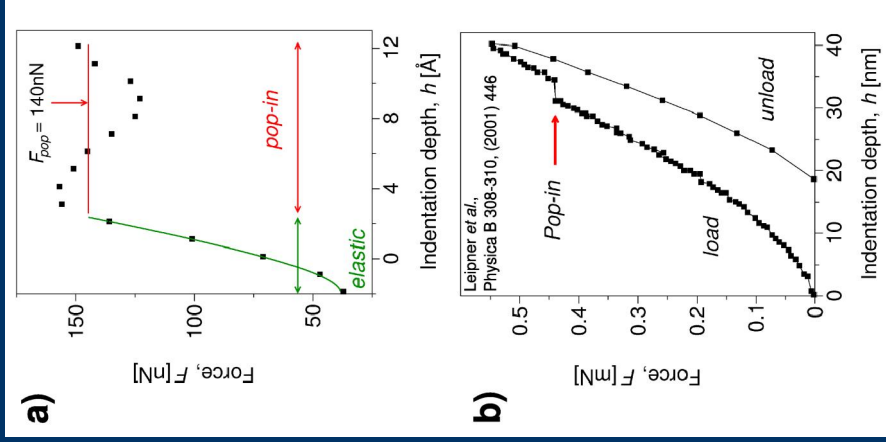 a)
Force, F [nN]
150
100
50
F_pop = 140nN
pop-in
elastic
0
4
8
12
Indentation depth, h [Å]
b)
Force, F [mN]
0.5
0.4
0.3
0.2
0.1
0
Leipner et al.,
Physica B 308-310, (2001) 446
Pop-in
load
unload
0
10
20
30
40
Indentation depth, h [nm]